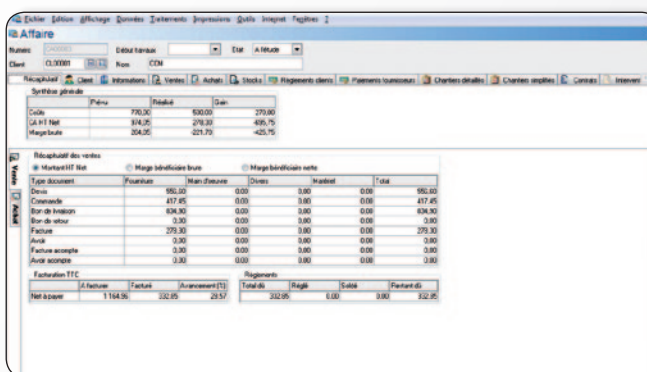 Fichier Edition Affichage Données Traitements Impressions Outils Internet Fenêtres ?
Affaire
Numéro CA00003 Début travaux Etat A l'étude
Client CL00001 Nom CCM
Récapitulatif Client Informations Ventes Achats Stocks Règlements clients Paiements fournisseurs Chantiers détaillés Chantiers simplifiés Contrats Interventi
Synthèse générale
Prévu Réalisé Gain
Coûts 770,00 500,00 270,00
CA HT Net 974,05 278,30 -695,75
Marge brute 204,05 -221,70 -425,75
Vente
Achat
Récapitulatif des ventes
Montant HT Net Marge bénéficiaire brute Marge bénéficiaire nette
Type document Fourniture Main d'oeuvre Divers Matériel Total
Devis 556,60 0,00 0,00 0,00 556,60
Commande 417,45 0,00 0,00 0,00 417,45
Bon de livraison 834,90 0,00 0,00 0,00 834,90
Bon de retour 0,00 0,00 0,00 0,00 0,00
Facture 278,30 0,00 0,00 0,00 278,30
Avoir 0,00 0,00 0,00 0,00 0,00
Facture acompte 0,00 0,00 0,00 0,00 0,00
Avoir acompte 0,00 0,00 0,00 0,00 0,00
Facturation TTC Règlements
A facturer Facturé Avancement (%) Total dû Réglé Soldé Restant dû
Net à payer 1 164,96 332,85 28,57 332,85 0,00 0,00 332,85